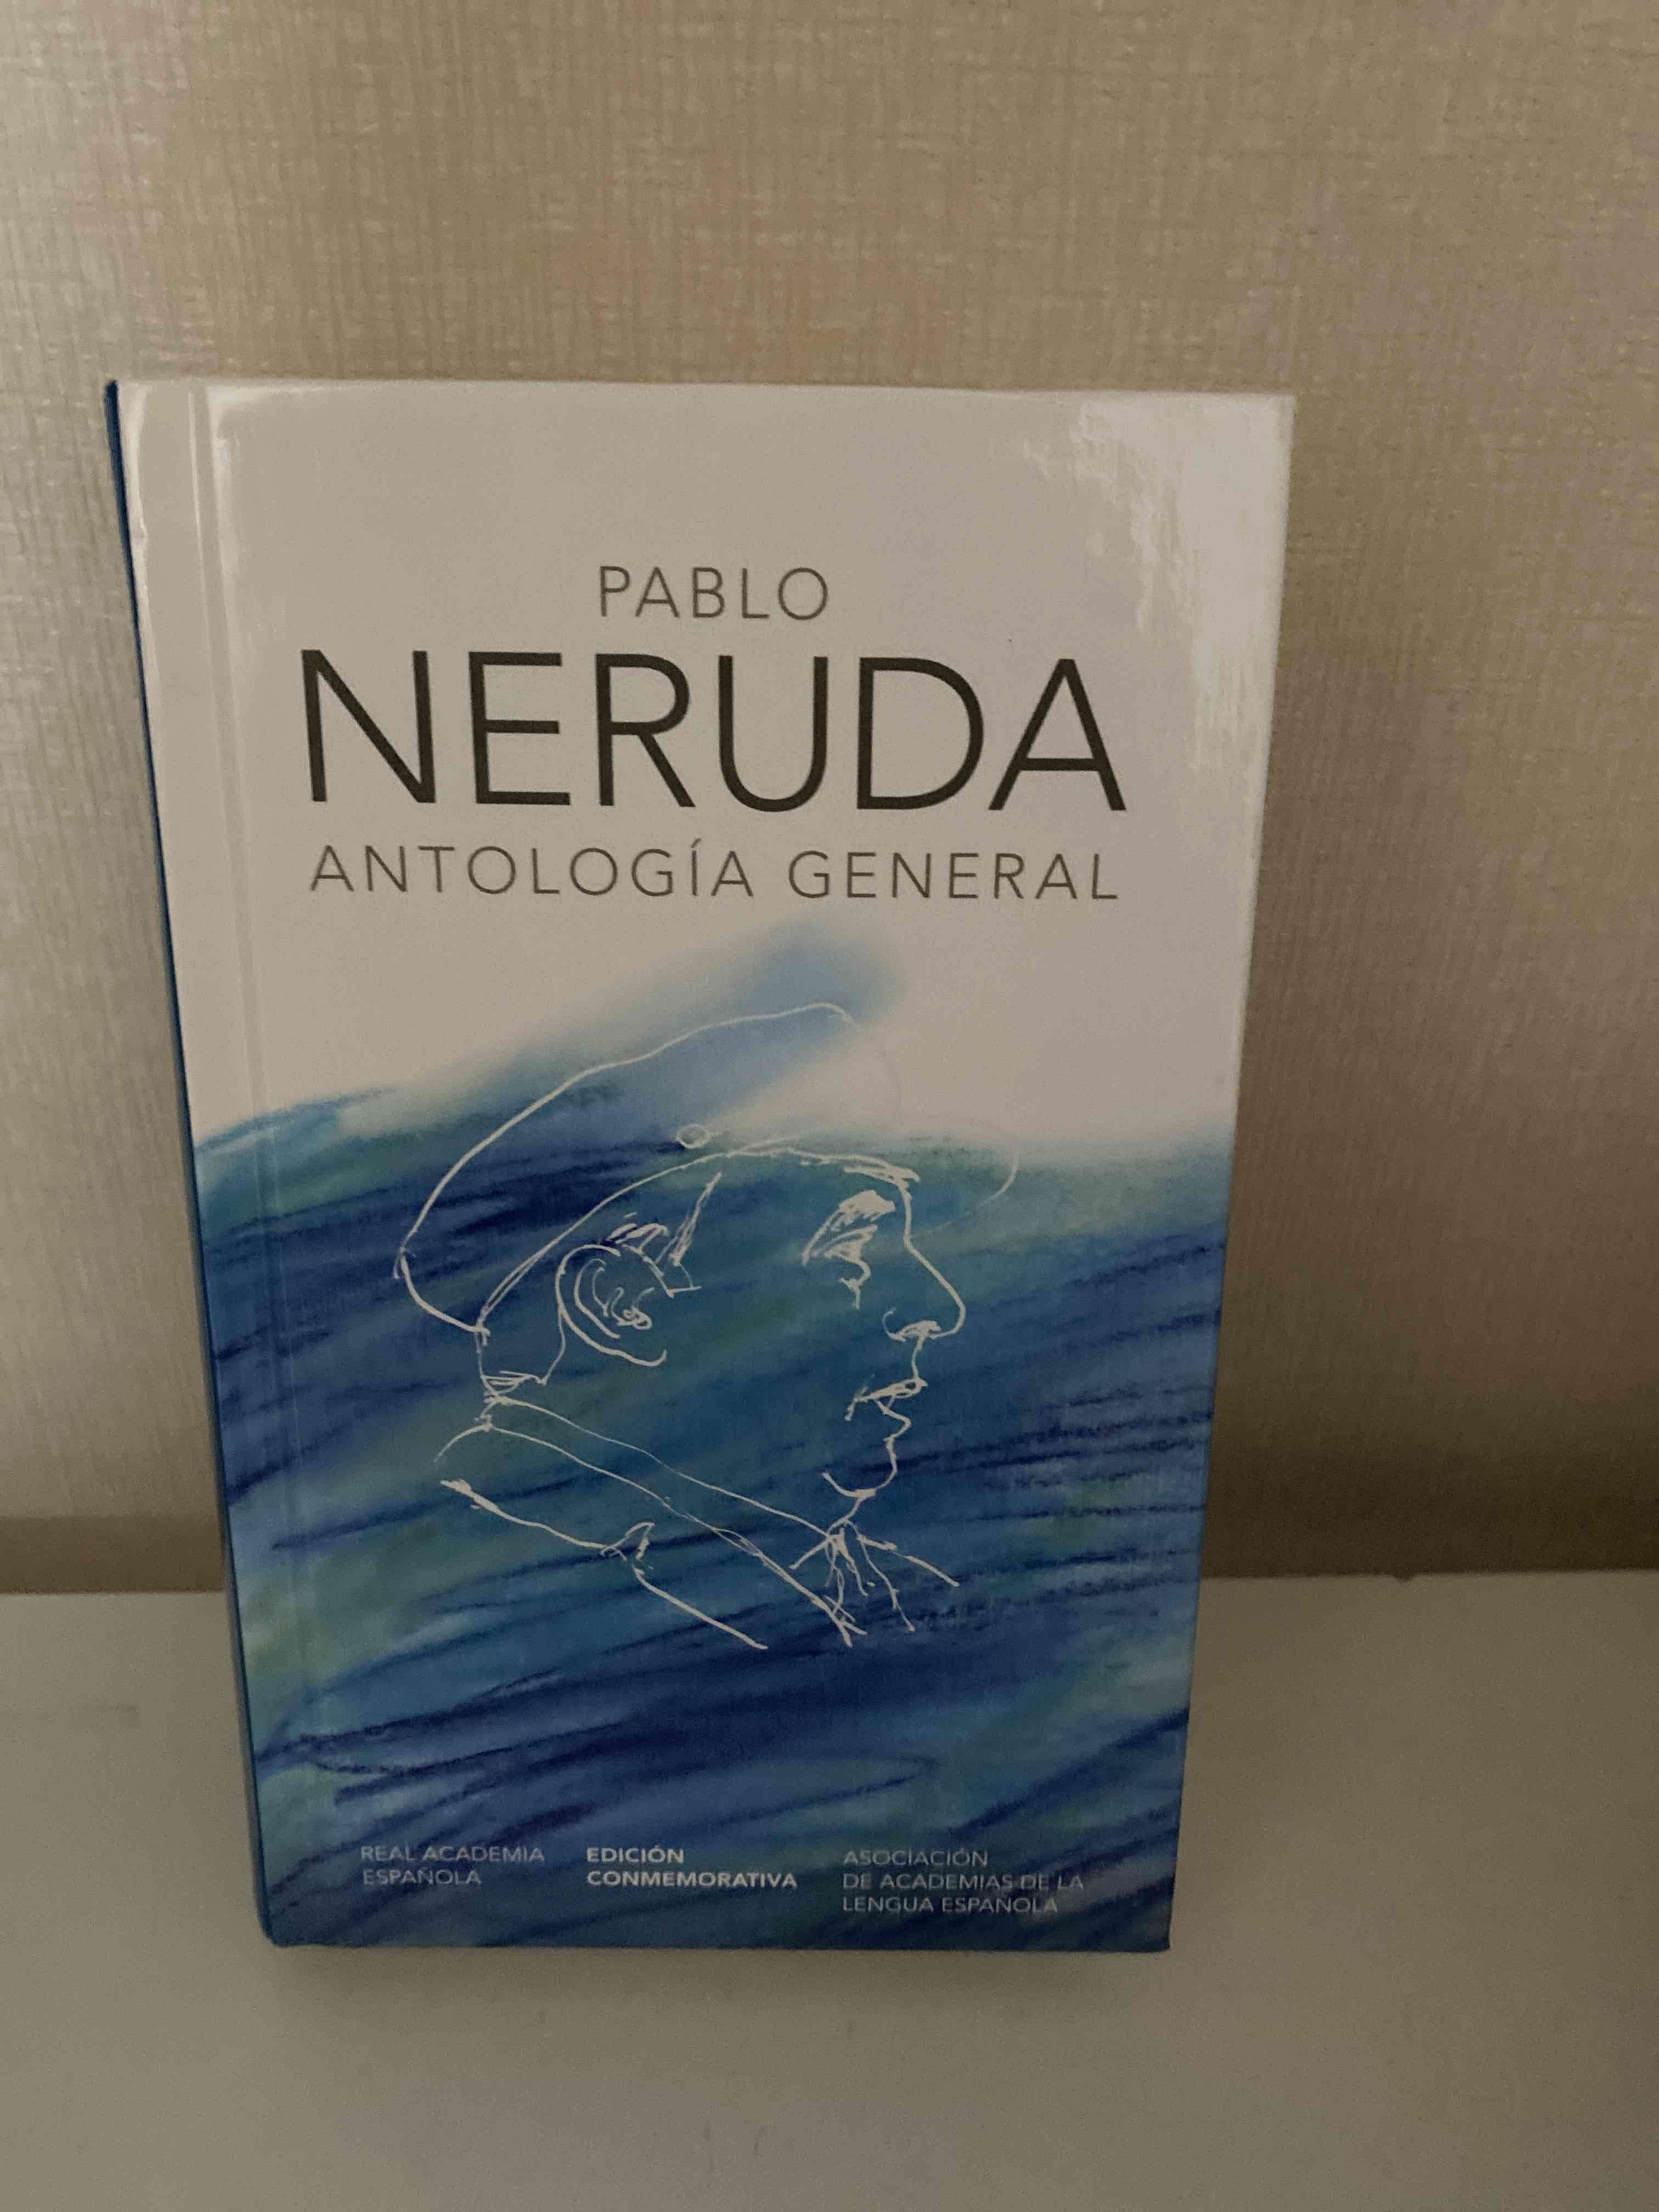 PABLO
NERUDA
ANTOLOGÍA GENERAL
REAL ACADEMIA
ESPAÑOLA
EDICIÓN
CONMEMORATIVA
ASOCIACIÓN
DE ACADEMIAS DE LA
LENGUA ESPAÑOLA